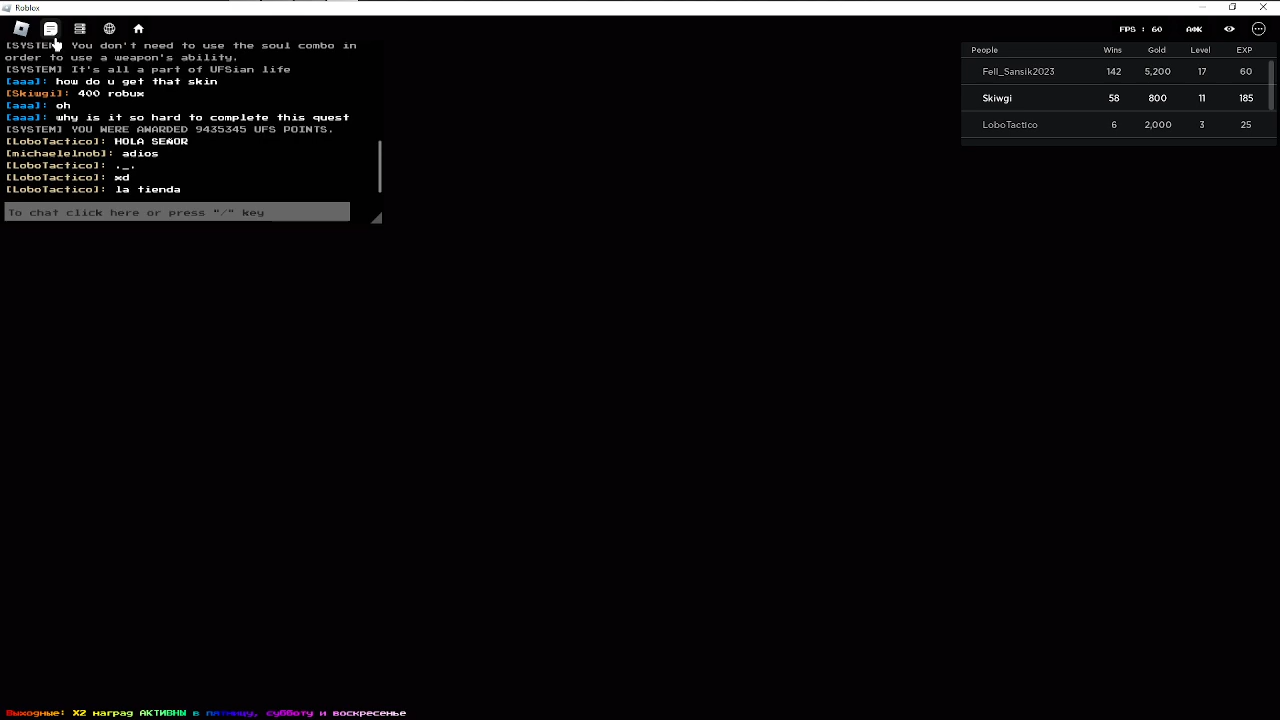 Roblox
FPS : 60
АФК
[SYSTEM] You don't need to use the soul combo in
order to use a weapon's ability.
[SYSTEM] It's all a part of UFSian life
[aaa]: how do u get that skin
[Skiwgi]: 400 robux
[aaa]: oh
[aaa]: why is it so hard to complete this quest
[SYSTEM] YOU WERE AWARDED 9435345 UFS POINTS.
[LoboTactico]: HOLA SEÑOR
[michaelelnob]: adios
[LoboTactico]: ._.
[LoboTactico]: xd
[LoboTactico]: la tienda
To chat click here or press "/" key
People Wins Gold Level EXP
Fell_Sansik2023 142 5,200 17 60
Skiwgi 58 800 11 185
LoboTactico 6 2,000 3 25
Выходные: X2 наград АКТИВНЫ в пятницу, субботу и воскресенье